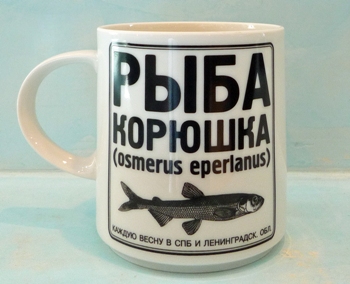 РЫБА
КОРЮШКА
(osmerus eperlanus)
КАЖДУЮ ВЕСНУ В СПБ И ЛЕНИНГРАДСК. ОБЛ.